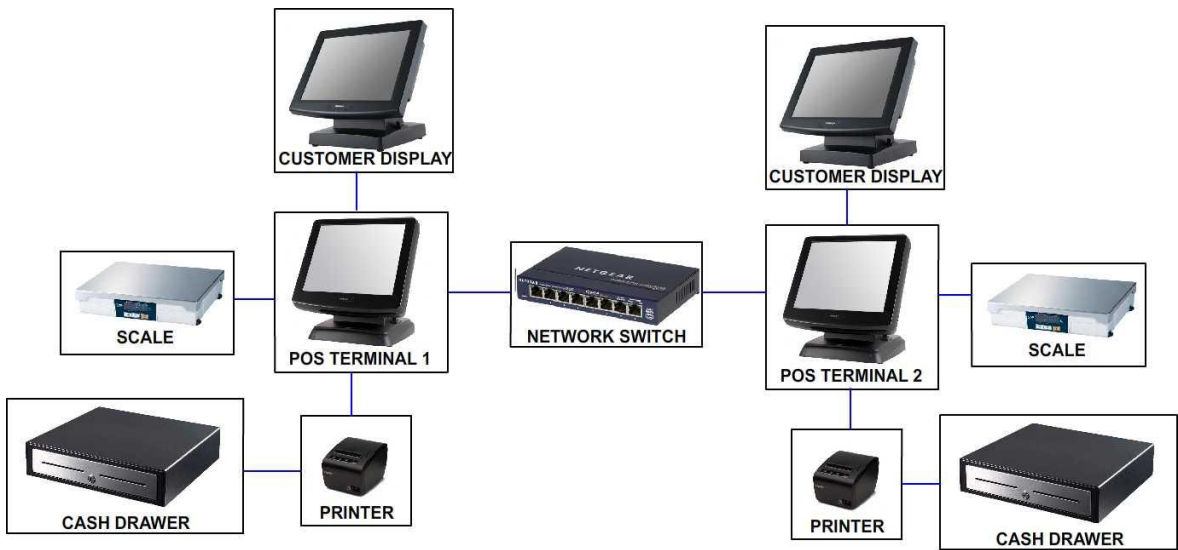 CUSTOMER DISPLAY
CUSTOMER DISPLAY
SCALE
POS TERMINAL 1
NETGEAR
NETWORK SWITCH
POS TERMINAL 2
SCALE
CASH DRAWER
PRINTER
PRINTER
CASH DRAWER